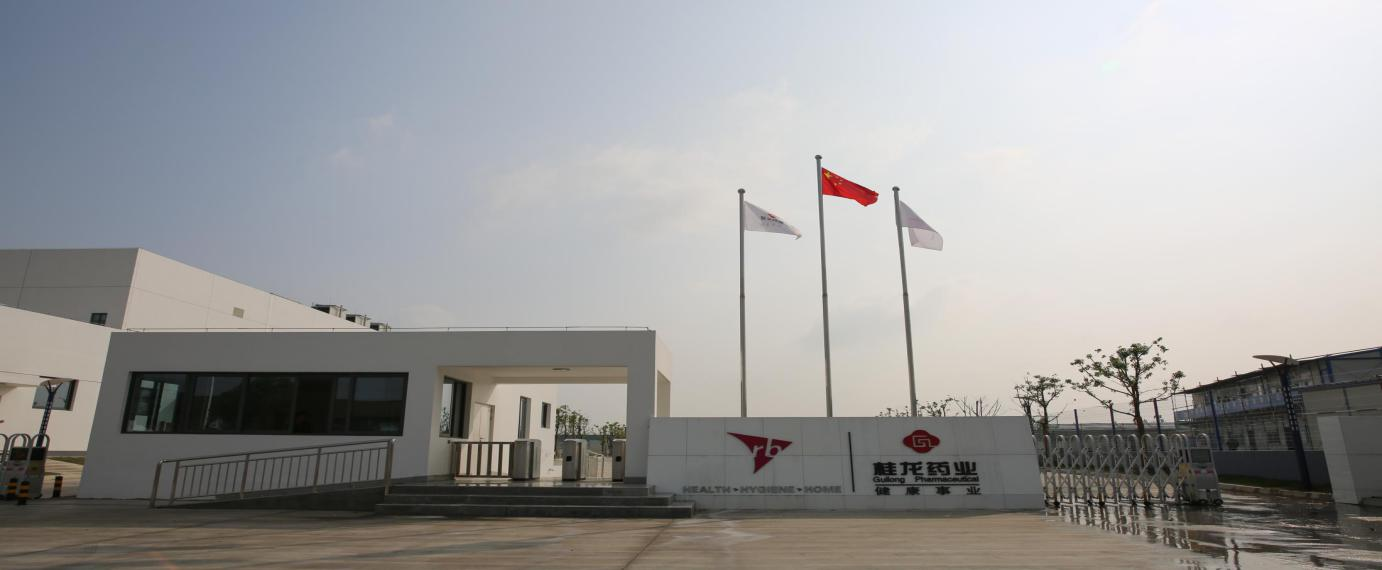 rb
HEALTH • HYGIENE • HOME
桂龙药业
Guilong Pharmaceutical
健康事业